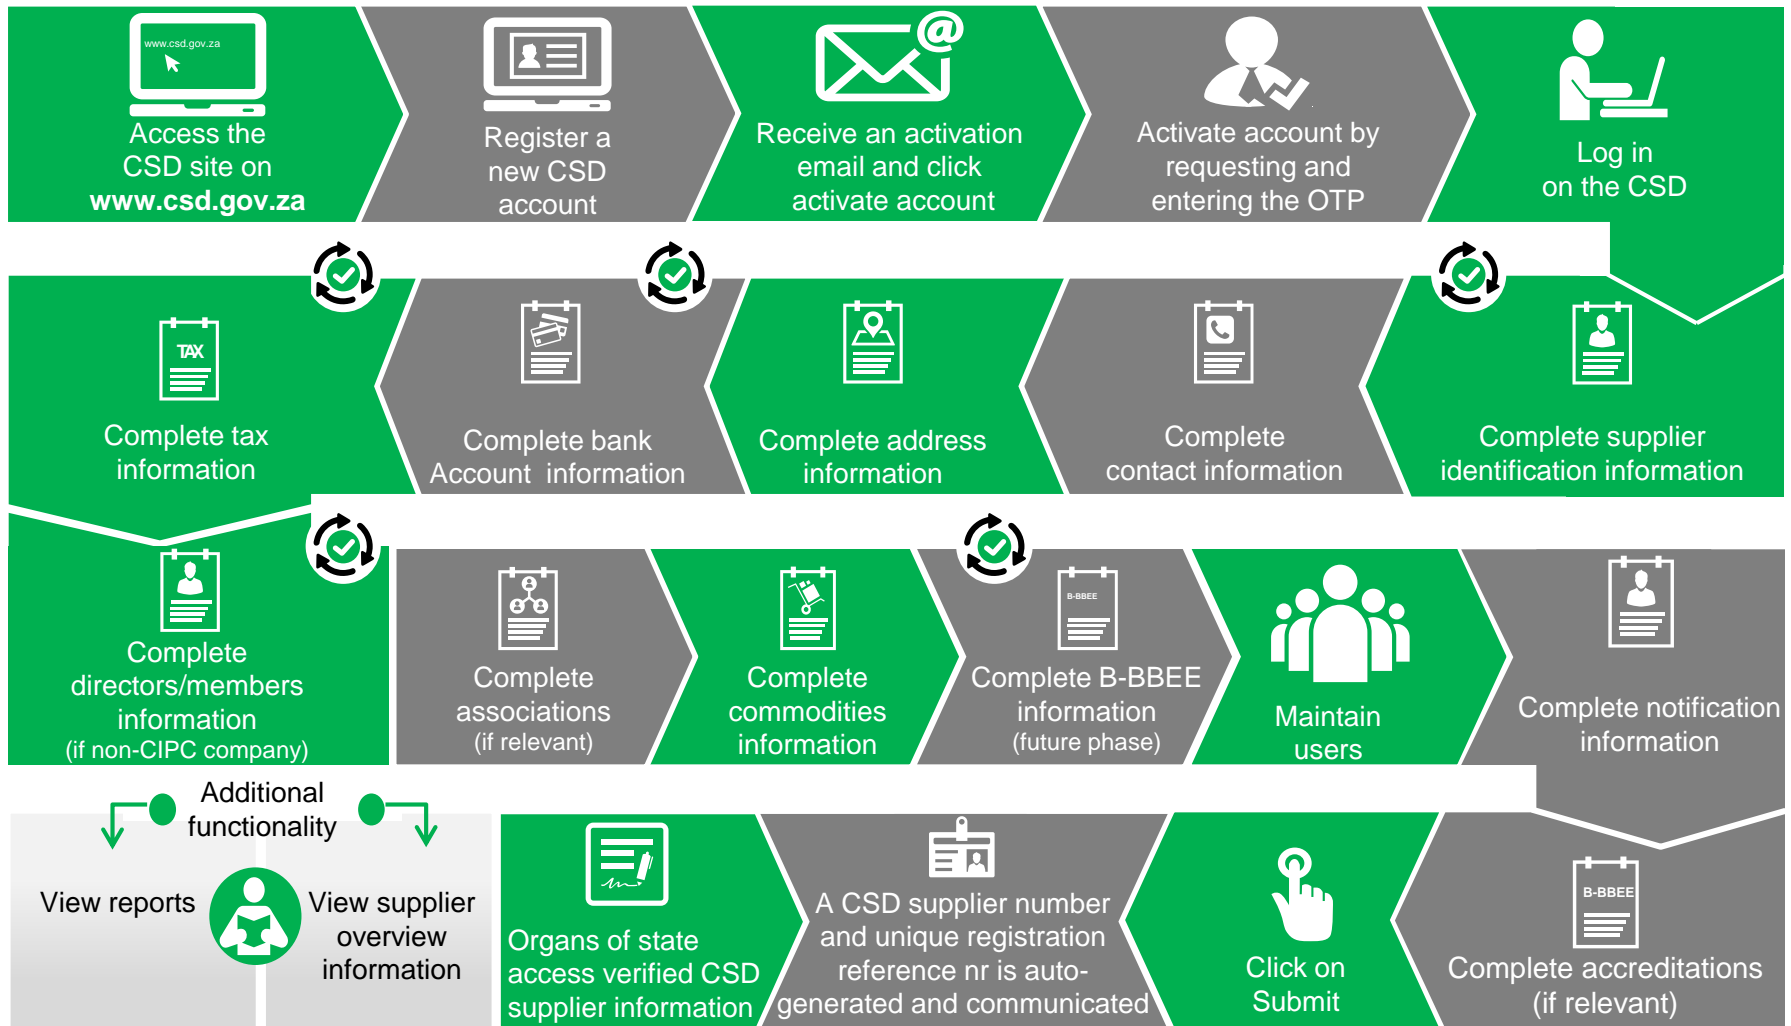 www.csd.gov.za
Access the
CSD site on
www.csd.gov.za
Register a
new CSD
account
@
Receive an activation
email and click
activate account
Activate account by
requesting and
entering the OTP
Log in
on the CSD
TAX
Complete tax
information
Complete bank
Account information
Complete address
information
Complete
contact information
Complete supplier
identification information
Complete
directors/members
information
(if non-CIPC company)
Complete
associations
(if relevant)
Complete
commodities
information
B-BBEE
Complete B-BBEE
information
(future phase)
Maintain
users
Complete notification
information
Additional
functionality
View reports
View supplier
overview
information
Organs of state
access verified CSD
supplier information
A CSD supplier number
and unique registration
reference nr is auto-
generated and communicated
Click on
Submit
B-BBEE
Complete accreditations
(if relevant)